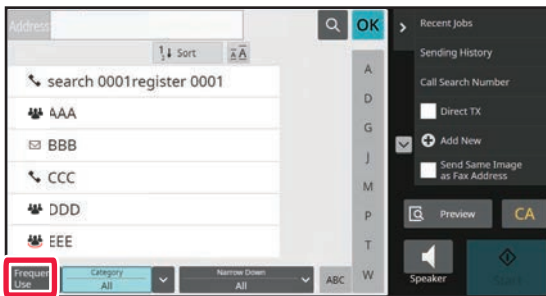 Address
OK
Sort
search 0001register 0001
AAA
BBB
CCC
DDD
EEE
A
D
G
J
M
P
T
W
Frequen
Use
Category
All
Narrow Down
All
ABC
Recent Jobs
Sending History
Call Search Number
Direct TX
Add New
Send Same Image
as Fax Address
Preview
CA
Speaker
Start